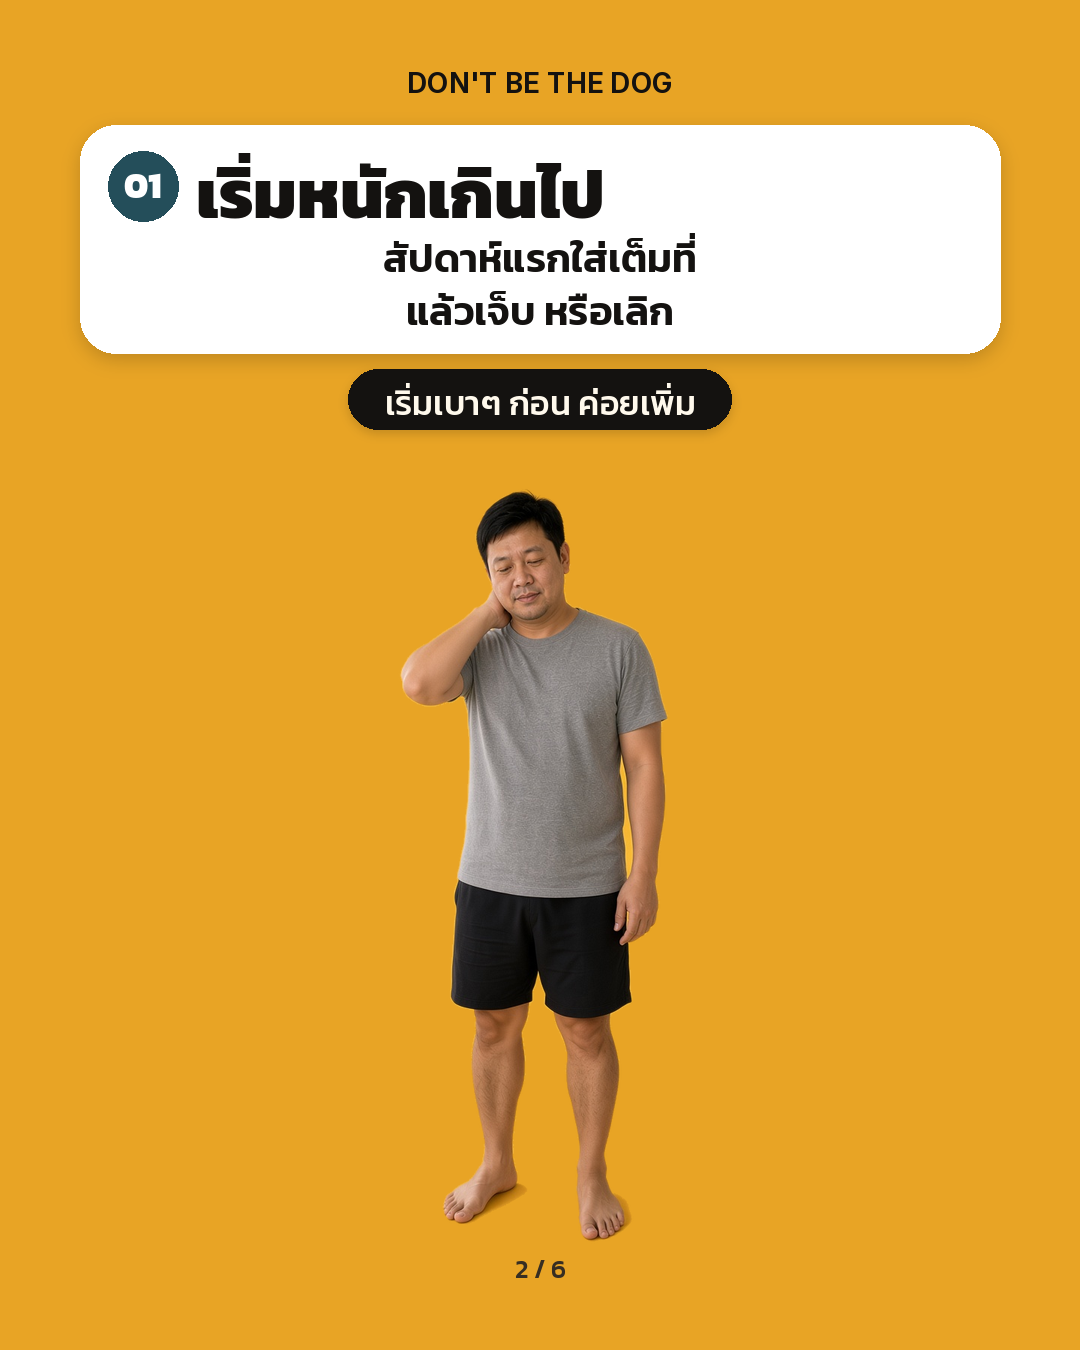 DON'T BE THE DOG
01 เริ่มหนักเกินไป
สัปดาห์แรกใส่เต็มที่
แล้วเจ็บ หรือเลิก
เริ่มเบาๆ ก่อน ค่อยเพิ่ม
2 / 6